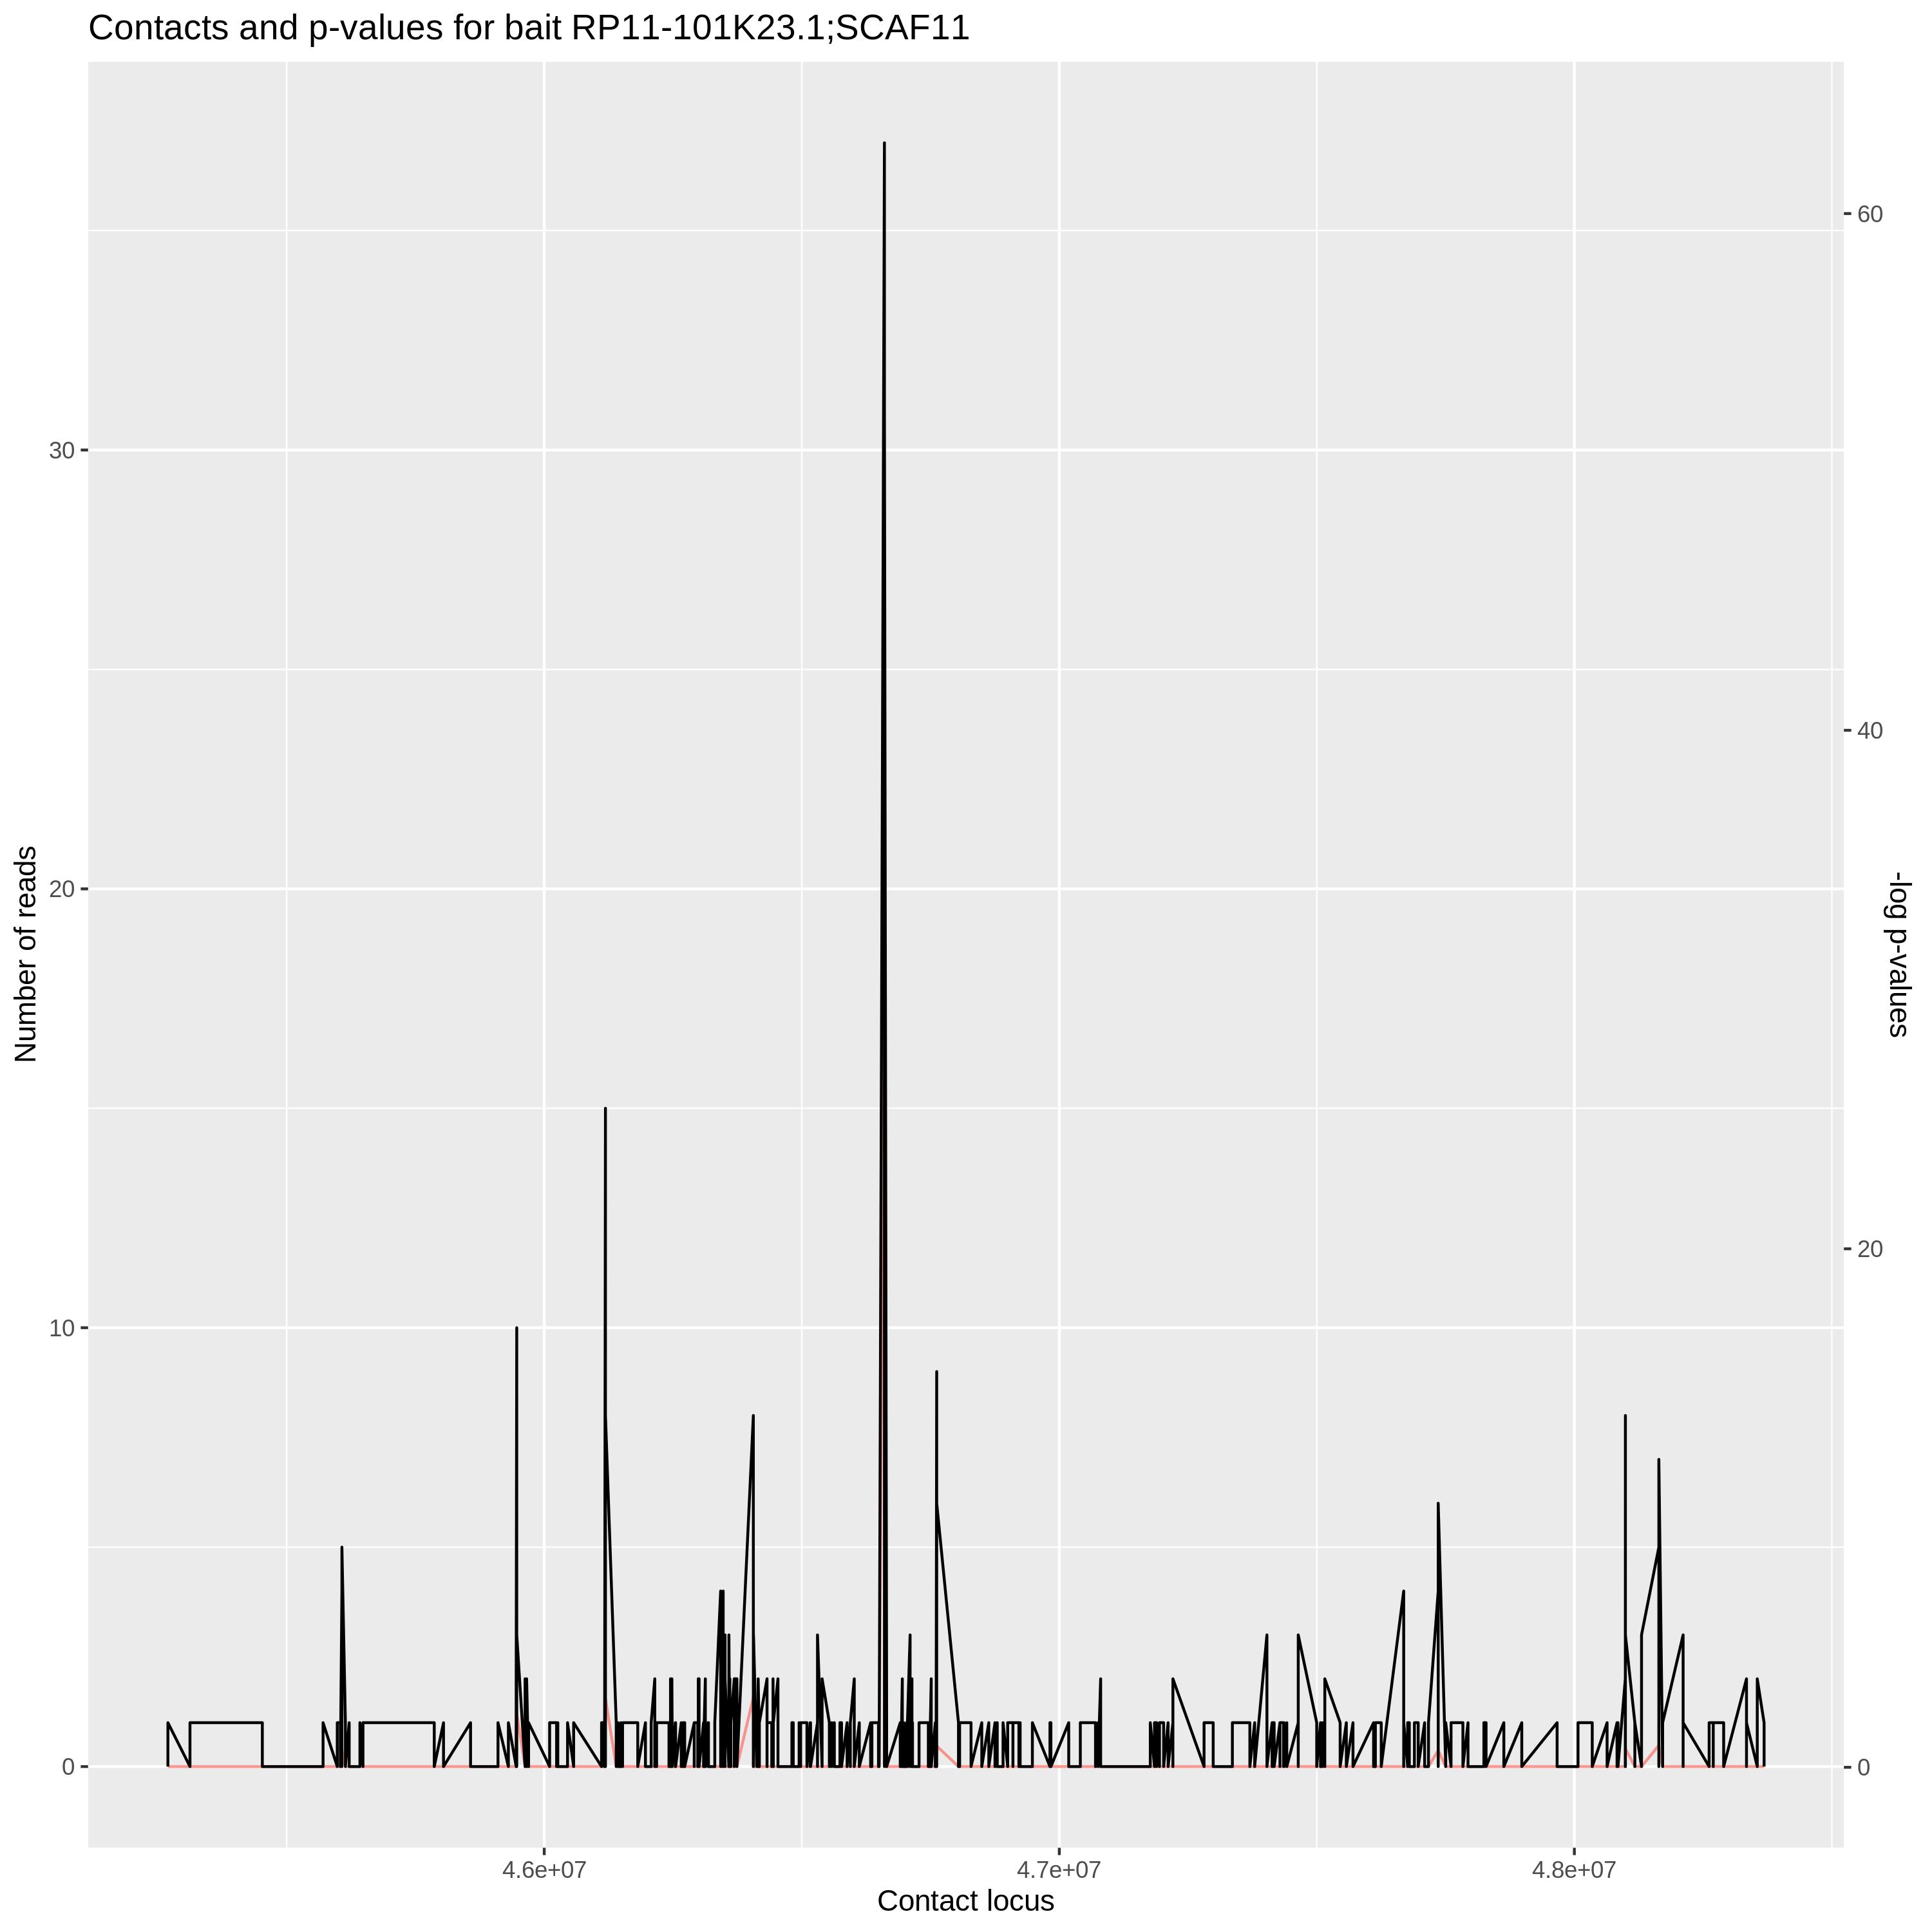 Contacts and p-values for bait RP11-101K23.1;SCAF11
Number of reads
30
20
10
0
60
40
20
0
-log p-values
4.6e+07
4.7e+07
4.8e+07
Contact locus